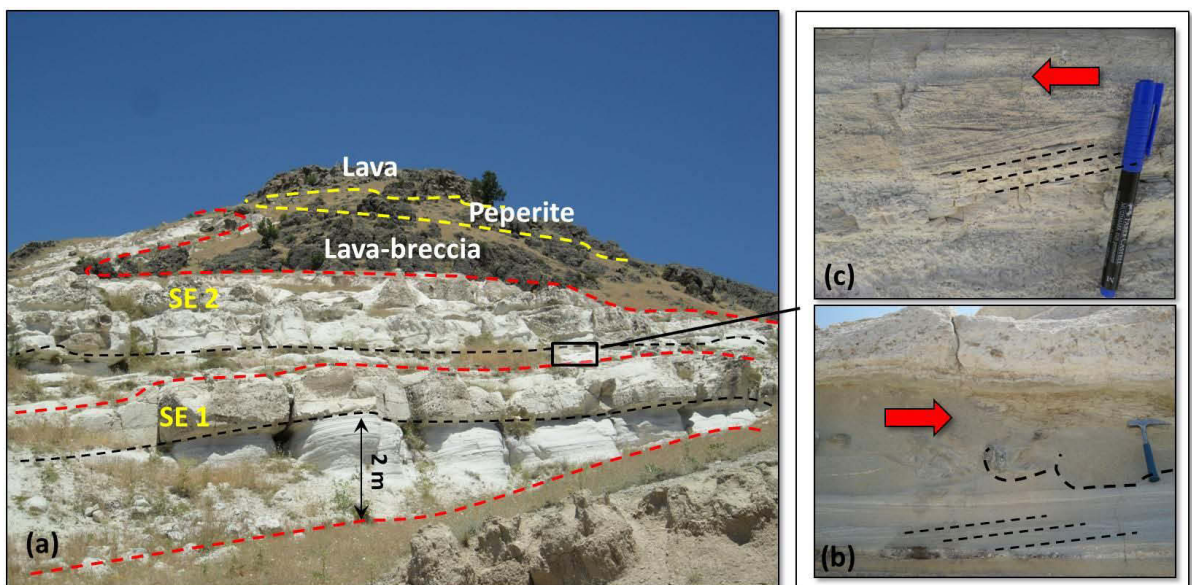 Lava
Peperite
Lava-breccia
SE 2
SE 1
2 m
(a)
(c)
(b)